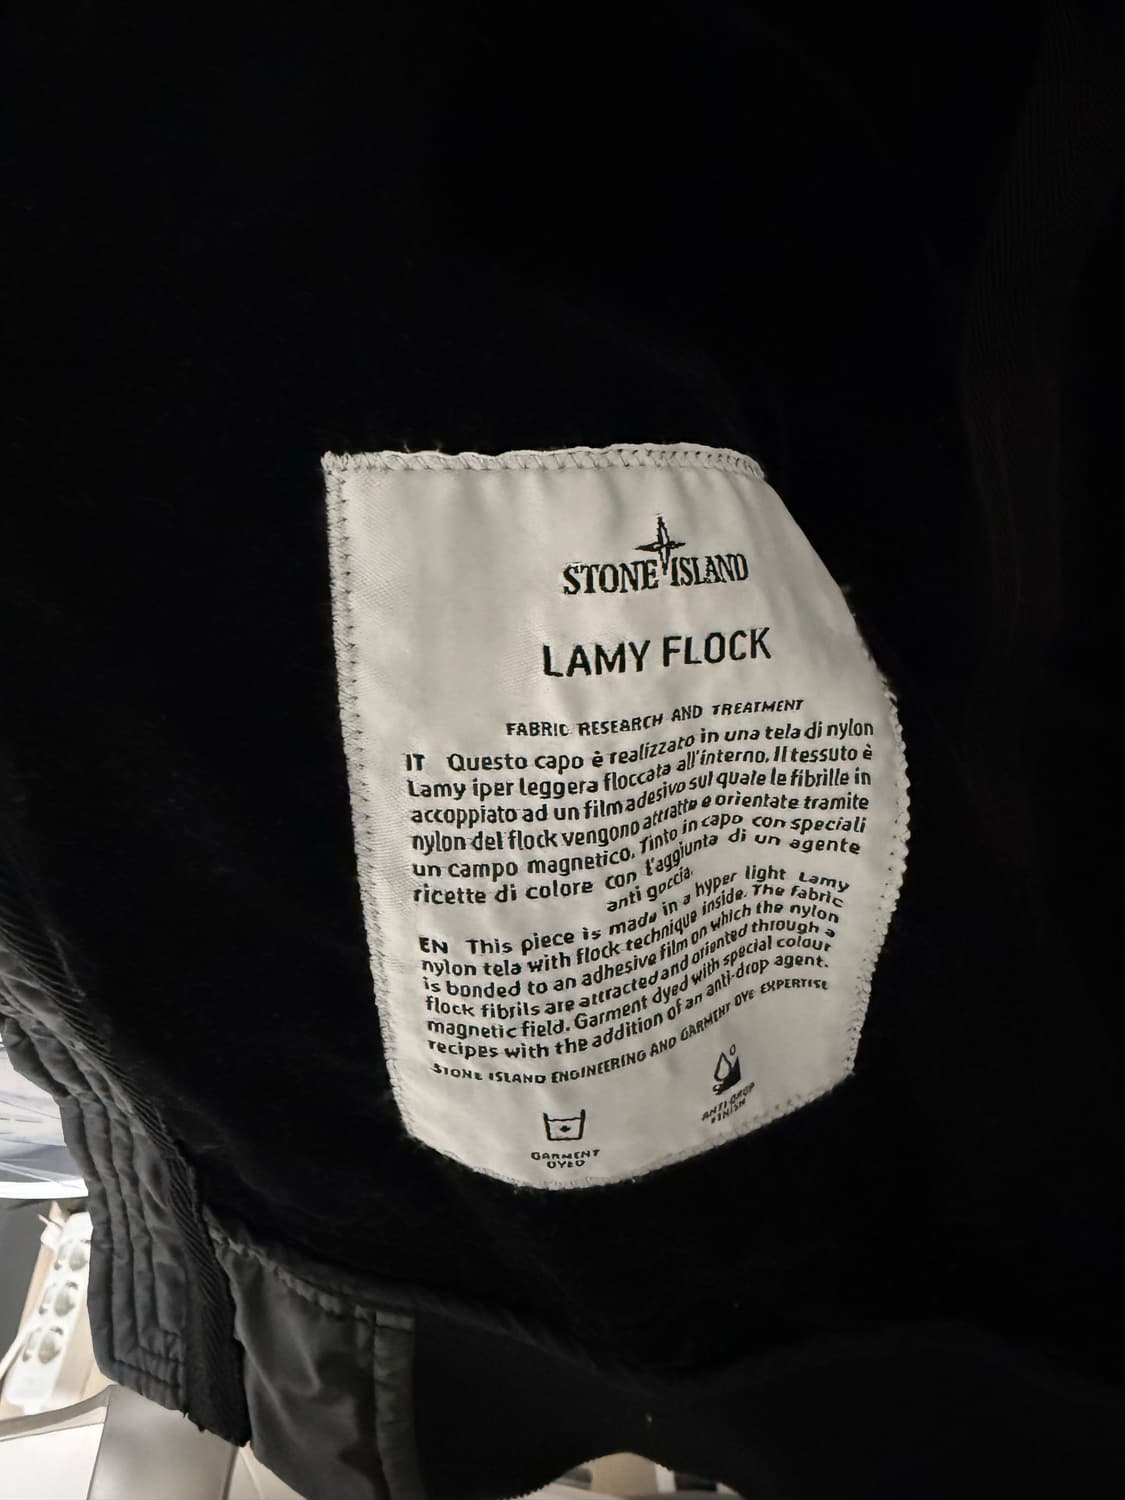 STONE ISLAND
LAMY FLOCK
FABRIC RESEARCH AND TREATMENT
IT Questo capo è realizzato in una tela di nylon
Lamy iper leggera floccata all'interno. Il tessuto è
accoppiato ad un film adesivo sul quale le fibrille in
nylon del flock vengono attratte e orientate tramite
un campo magnetico. Tinto in capo con speciali
ricette di colore con l'aggiunta di un agente
anti goccia.
EN This piece is made in a hyper light Lamy
nylon tela with flock technique inside. The fabric
is bonded to an adhesive film on which the nylon
flock fibrils are attracted and oriented through a
magnetic field. Garment dyed with special colour
recipes with the addition of an anti-drop agent.
STONE ISLAND ENGINEERING AND GARMENT DYE EXPERTISE
GARMENT
DYED
ANTI-DROP
FINISH